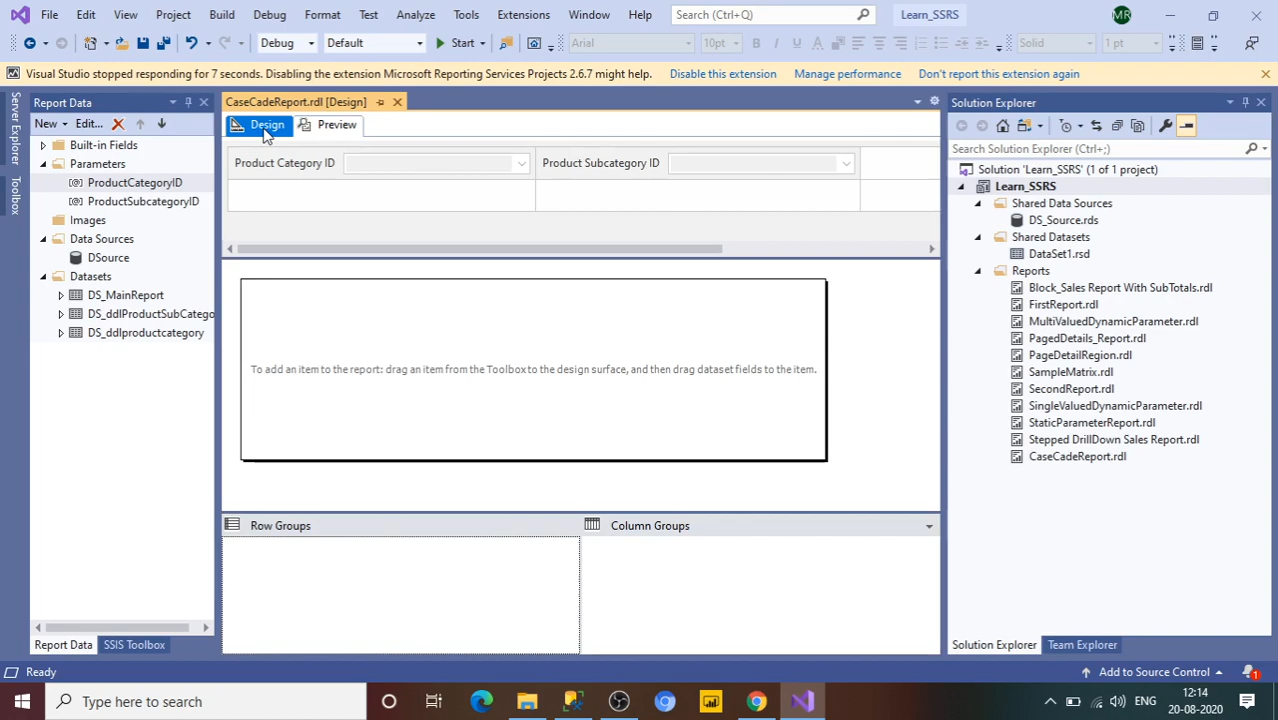 File Edit View Project Build Debug Format Test Analyze Tools Extensions Window Help Search (Ctrl+Q) Learn_SSRS MR
Debug Default Start Arial 10pt B I U A Solid 1 pt
Visual Studio stopped responding for 7 seconds. Disabling the extension Microsoft Reporting Services Projects 2.6.7 might help. Disable this extension Manage performance Don't report this extension again
Server Explorer
Toolbox
Report Data
New Edit...
Built-in Fields
Parameters
ProductCategoryID
ProductSubcategoryID
Images
Data Sources
DSource
Datasets
DS_MainReport
DS_ddlProductSubCatego
DS_ddlproductcategory
Report Data SSIS Toolbox
CaseCadeReport.rdl [Design]
Design Preview
Product Category ID Product Subcategory ID
To add an item to the report: drag an item from the Toolbox to the design surface, and then drag dataset fields to the item.
Row Groups Column Groups
Solution Explorer
Search Solution Explorer (Ctrl+;)
Solution 'Learn_SSRS' (1 of 1 project)
Learn_SSRS
Shared Data Sources
DS_Source.rds
Shared Datasets
DataSet1.rsd
Reports
Block_Sales Report With SubTotals.rdl
FirstReport.rdl
MultiValuedDynamicParameter.rdl
PagedDetails_Report.rdl
PageDetailRegion.rdl
SampleMatrix.rdl
SecondReport.rdl
SingleValuedDynamicParameter.rdl
StaticParameterReport.rdl
Stepped DrillDown Sales Report.rdl
CaseCadeReport.rdl
Solution Explorer Team Explorer
Ready Add to Source Control 1
Type here to search ENG 12:14
20-08-2020